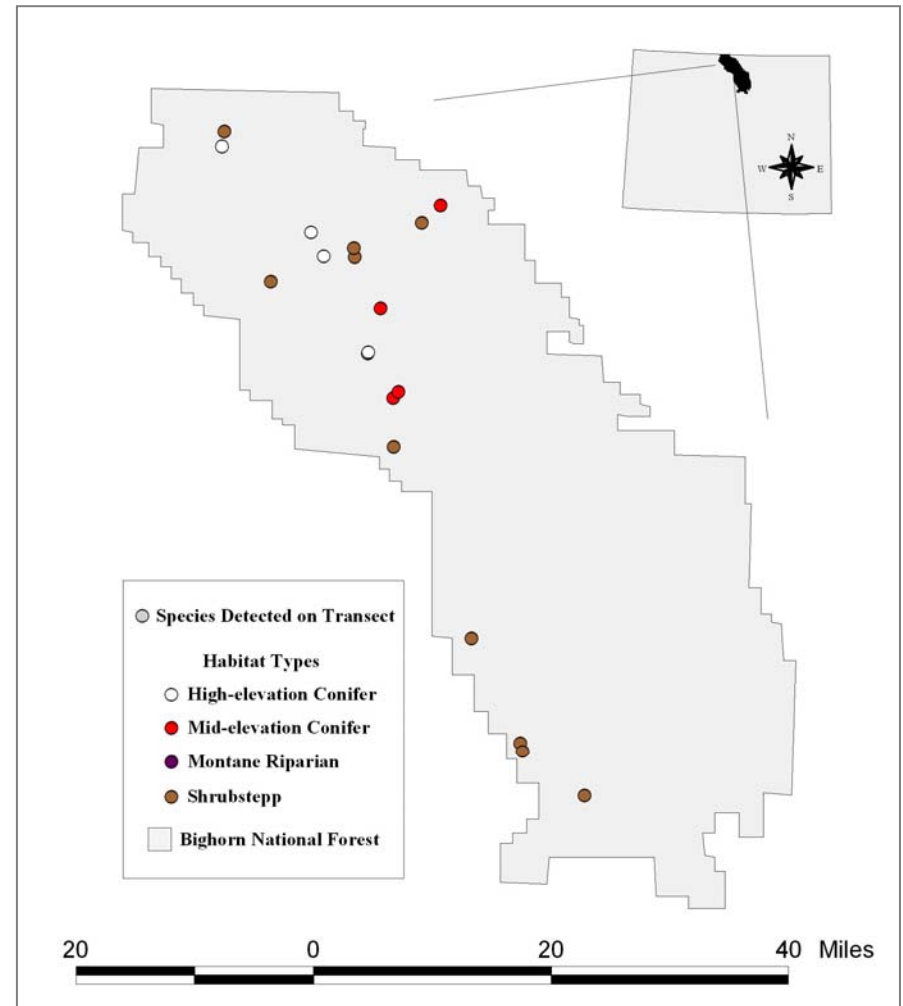 N
W E
S
Species Detected on Transect
Habitat Types
High-elevation Conifer
Mid-elevation Conifer
Montane Riparian
Shrubstepp
Bighorn National Forest
20 0 20 40 Miles